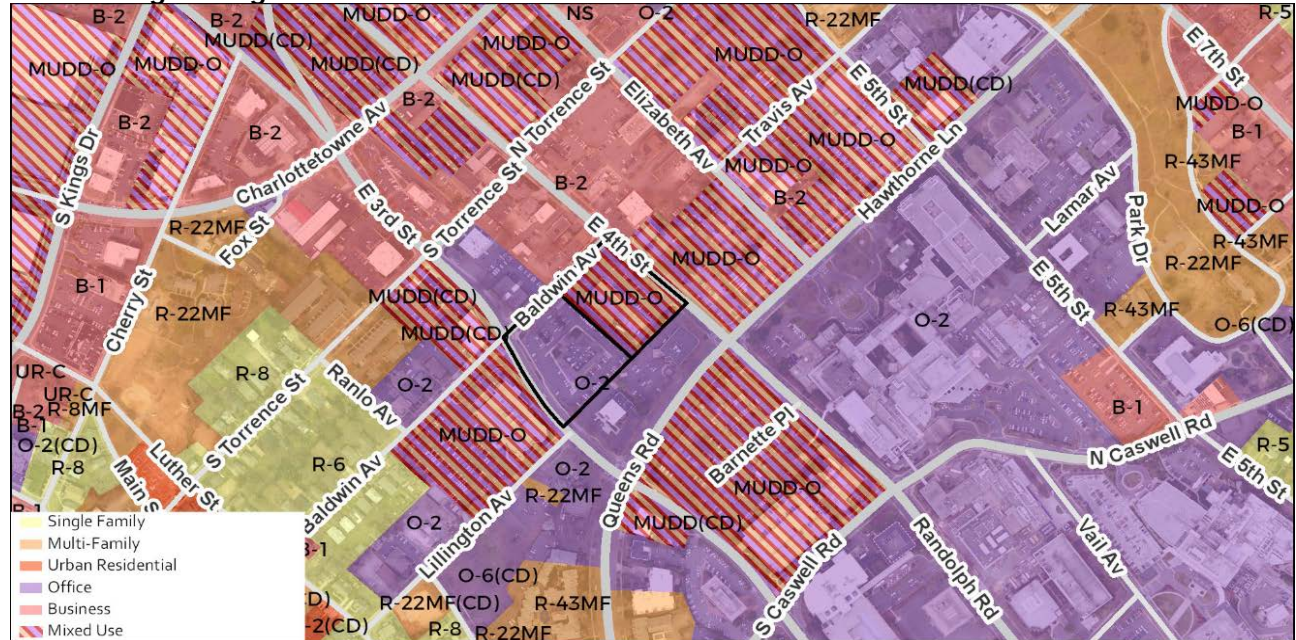 B-2
B-2
MUDD-O
NS
O-2
R-22MF
R-5
MUDD(CD)
MUDD-O
MUDD-O
MUDD-O
MUDD-O
E 7th St
MUDD(CD)
MUDD(CD)
E 5th St
MUDD(CD)
N Torrence St
Elizabeth Av
B-2
B-2
B-2
Travis Av
MUDD-O
B-1
Charlottetowne Av
MUDD-O
S Kings Dr
MUDD-O
B-2
Hawthorne Ln
Lamar Av
R-43MF
B-2
Park Dr
MUDD-O
R-22MF
Fox St
E 3rd St
S Torrence St
E 4th St
MUDD-O
R-43MF
R-22MF
B-1
Cherry St
R-22MF
MUDD(CD)
Baldwin Av
MUDD-O
E 5th St
R-43MF
O-6(CD)
MUDD(CD)
O-2
UR-C
UR-C
R-8
Ranlo Av
O-2
O-2
B-2
R-8MF
B-1
B-1
O-2(CD)
S Torrence St
MUDD-O
Queens Rd
Barnette Pl
N Caswell Rd
R-5
R-8
Luther St
Main S
R-6
Baldwin Av
O-2
R-22MF
MUDD-O
E 5th St
B-1
O-2
Lillington Av
MUDD(CD)
Randolph Rd
Vail Av
B-1
O-6(CD)
S Caswell Rd
R-22MF(CD)
R-43MF
-2(CD)
R-8
R-22MF
Single Family
Multi-Family
Urban Residential
Office
Business
Mixed Use